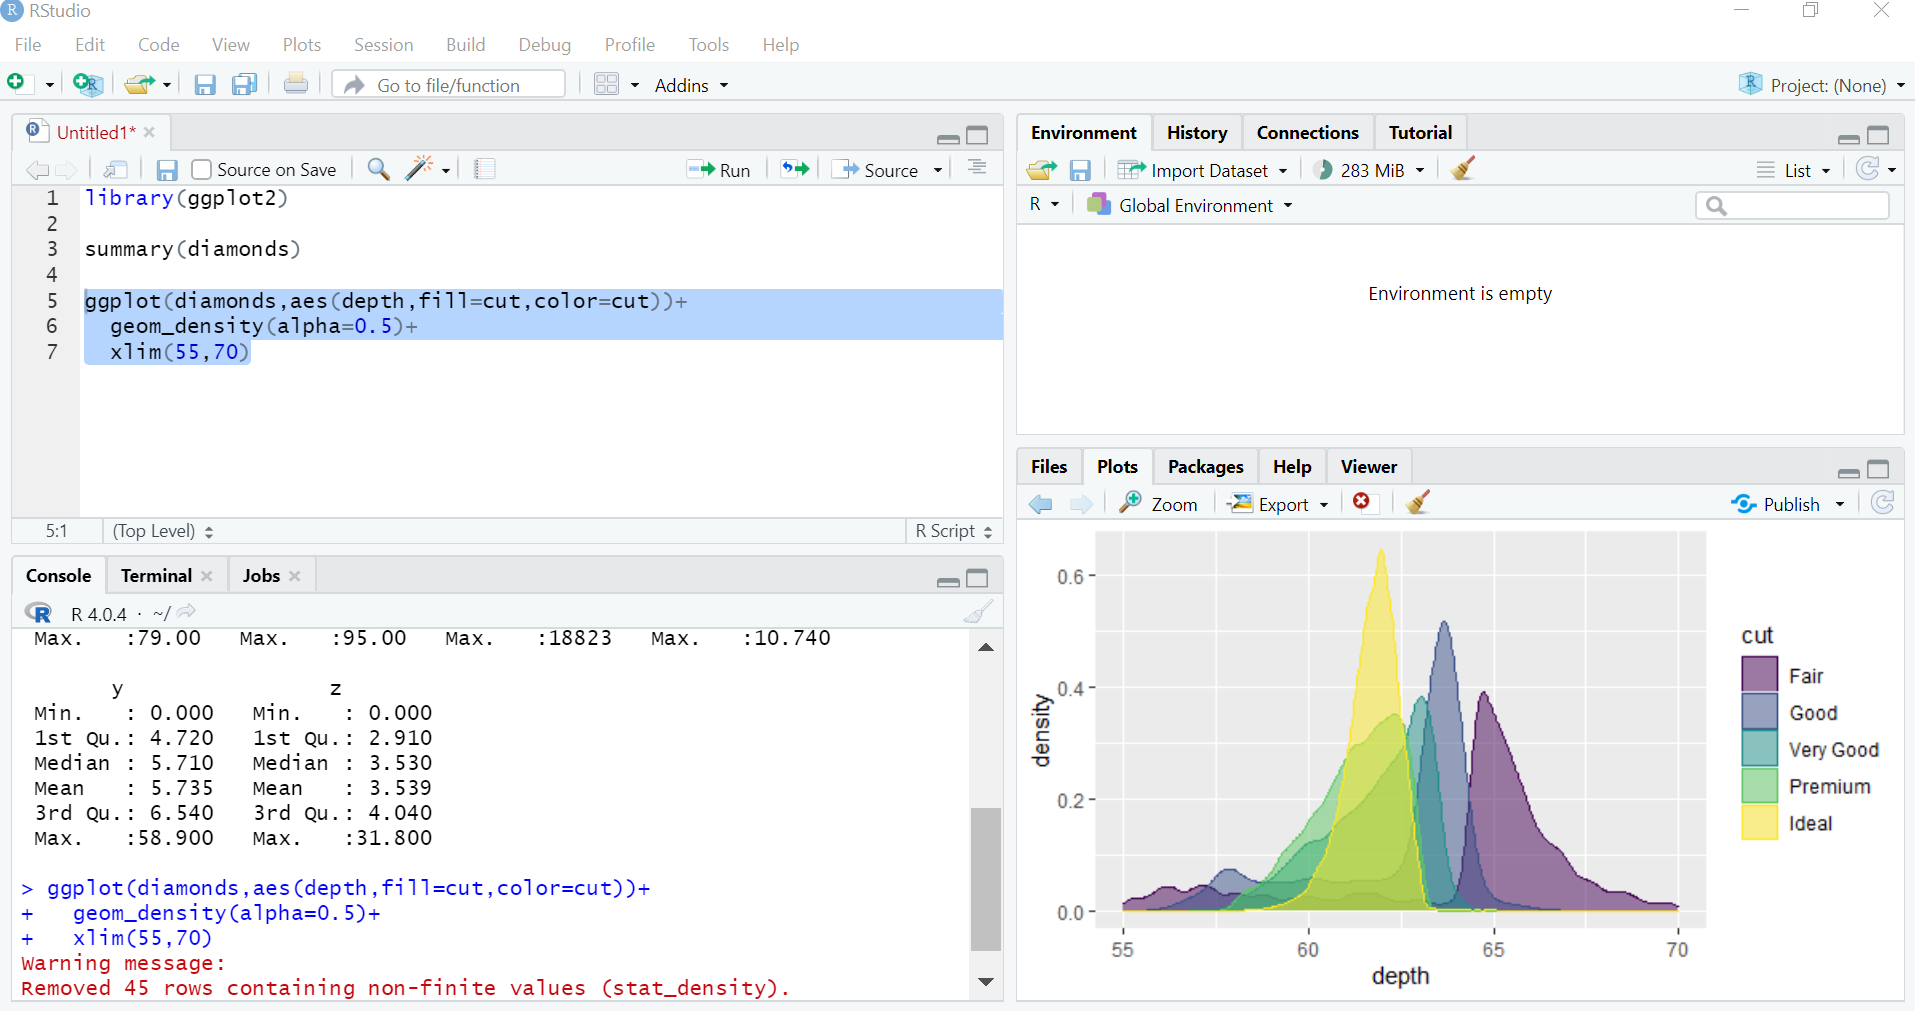 RStudio
File Edit Code View Plots Session Build Debug Profile Tools Help
Go to file/function Addins Project: (None)
Untitled1*
Source on Save Run Source
1 library(ggplot2)
2
3 summary(diamonds)
4
5 ggplot(diamonds,aes(depth,fill=cut,color=cut))+
6 geom_density(alpha=0.5)+
7 xlim(55,70)
5:1 (Top Level) R Script
Console Terminal Jobs
R 4.0.4 · ~/
Max. :79.00 Max. :95.00 Max. :18823 Max. :10.740
y z
Min. : 0.000 Min. : 0.000
1st Qu.: 4.720 1st Qu.: 2.910
Median : 5.710 Median : 3.530
Mean : 5.735 Mean : 3.539
3rd Qu.: 6.540 3rd Qu.: 4.040
Max. :58.900 Max. :31.800
> ggplot(diamonds,aes(depth,fill=cut,color=cut))+
+ geom_density(alpha=0.5)+
+ xlim(55,70)
Warning message:
Removed 45 rows containing non-finite values (stat_density).
Environment History Connections Tutorial
Import Dataset 283 MiB List
R Global Environment
Environment is empty
Files Plots Packages Help Viewer
Zoom Export Publish
0.6
0.4
0.2
0.0
density
55 60 65 70
depth
cut
Fair
Good
Very Good
Premium
Ideal